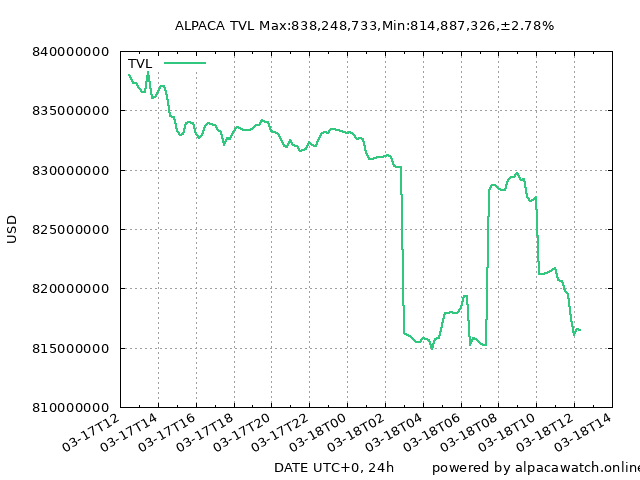 ALPACA TVL Max:838,248,733,Min:814,887,326,±2.78%
840000000
TVL
835000000
830000000
825000000
820000000
815000000
810000000
USD
03-17T12
03-17T14
03-17T16
03-17T18
03-17T20
03-17T22
03-18T00
03-18T02
03-18T04
03-18T06
03-18T08
03-18T10
03-18T12
03-18T14
DATE UTC+0, 24h
powered by alpacawatch.online